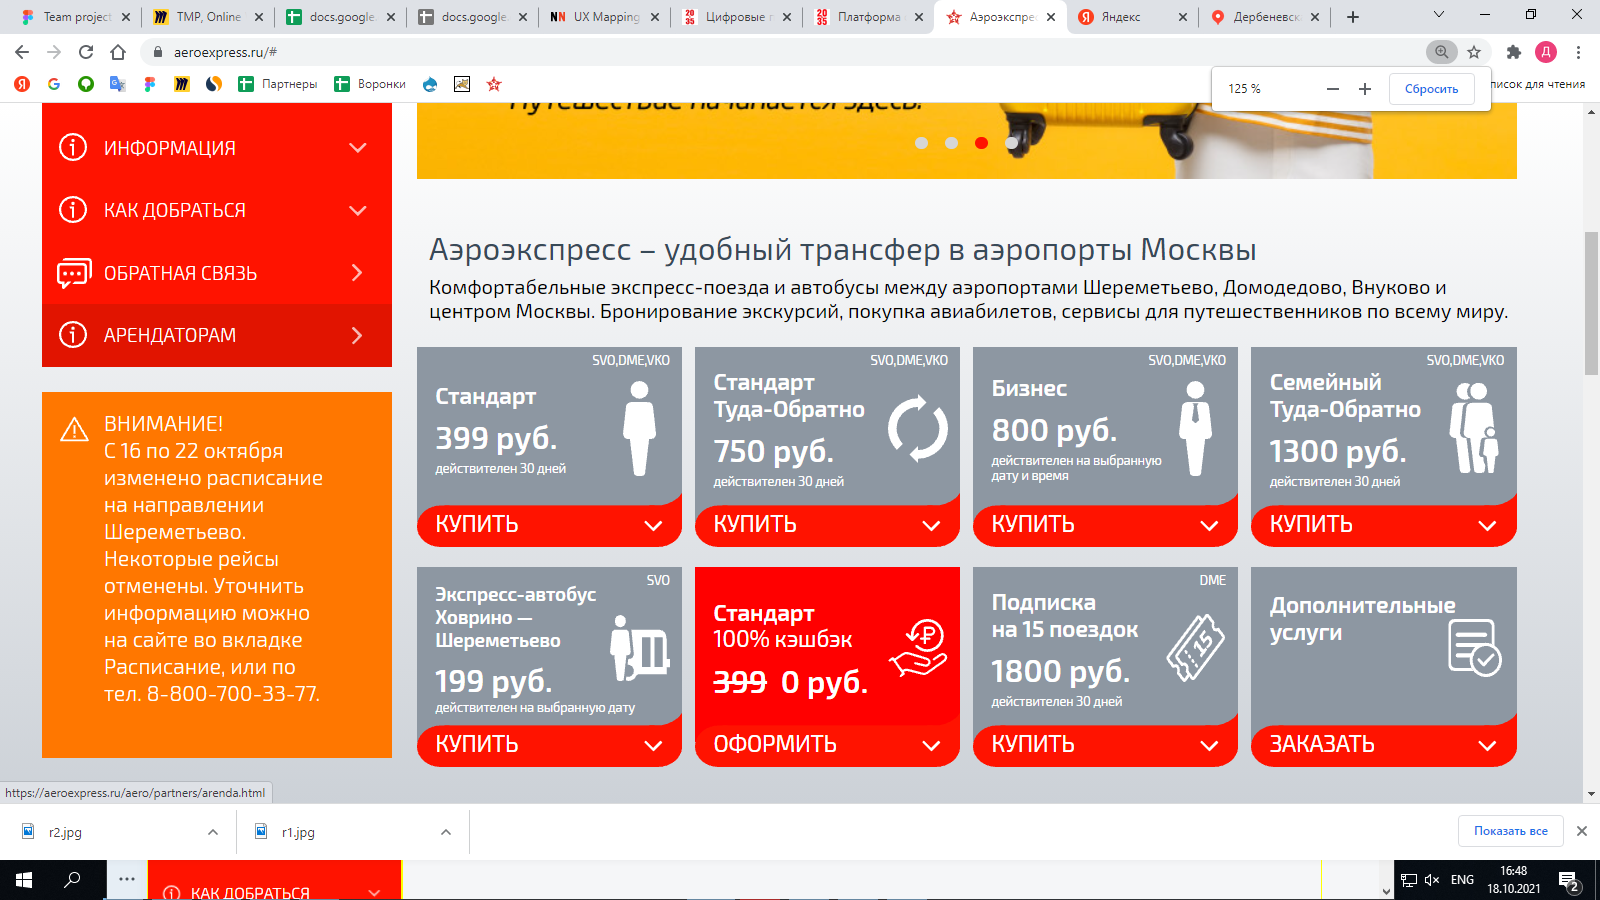 Team project
TMP, Online
docs.google.
docs.google.
UX Mapping
Цифровые
Платформа
Аэроэкспре
Яндекс
Дербеневск
aeroexpress.ru/#
Партнеры
Воронки
125 %
Сбросить
писок для чтения
Путешествие начинается здесь!
ИНФОРМАЦИЯ
КАК ДОБРАТЬСЯ
ОБРАТНАЯ СВЯЗЬ
АРЕНДАТОРАМ
ВНИМАНИЕ!
С 16 по 22 октября
изменено расписание
на направлении
Шереметьево.
Некоторые рейсы
отменены. Уточнить
информацию можно
на сайте во вкладке
Расписание, или по
тел. 8-800-700-33-77.
Аэроэкспресс – удобный трансфер в аэропорты Москвы
Комфортабельные экспресс-поезда и автобусы между аэропортами Шереметьево, Домодедово, Внуково и
центром Москвы. Бронирование экскурсий, покупка авиабилетов, сервисы для путешественников по всему миру.
SVO,DME,VKO
Стандарт
399 руб.
действителен 30 дней
КУПИТЬ
SVO,DME,VKO
Стандарт
Туда-Обратно
750 руб.
действителен 30 дней
КУПИТЬ
SVO,DME,VKO
Бизнес
800 руб.
действителен на выбранную
дату и время
КУПИТЬ
SVO,DME,VKO
Семейный
Туда-Обратно
1300 руб.
действителен 30 дней
КУПИТЬ
SVO
Экспресс-автобус
Ховрино —
Шереметьево
199 руб.
действителен на выбранную дату
КУПИТЬ
Стандарт
100% кэшбэк
399 0 руб.
ОФОРМИТЬ
DME
Подписка
на 15 поездок
15
1800 руб.
действителен 30 дней
КУПИТЬ
Дополнительные
услуги
ЗАКАЗАТЬ
https://aeroexpress.ru/aero/partners/arenda.html
r2.jpg
r1.jpg
Показать все
КАК ДОБРАТЬСЯ
ENG
16:48
18.10.2021
2